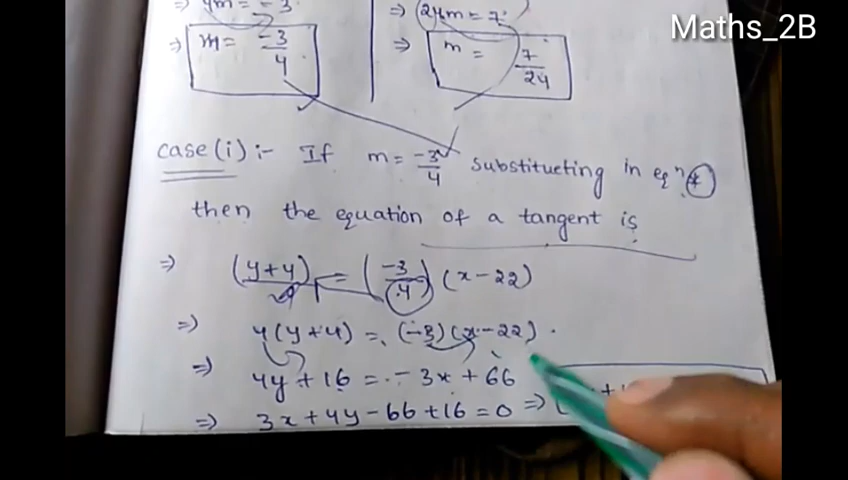 Maths_2B
⇒ 4m = -3
⇒ m = -3/4
⇒ 24m = 7
⇒ m = 7/24
case (i) :- If m = -3/4 substitueting in eqⁿ *
then the equation of a tangent is
⇒ (y+4) = (-3/4) (x-22)
⇒ 4(y+4) = (-3)(x-22)
⇒ 4y + 16 = -3x + 66
⇒ 3x + 4y - 66 + 16 = 0 ⇒